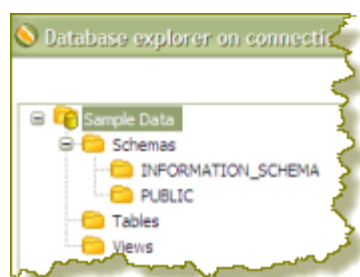 Database explorer on connecti
Sample Data
Schemas
INFORMATION_SCHEMA
PUBLIC
Tables
Views